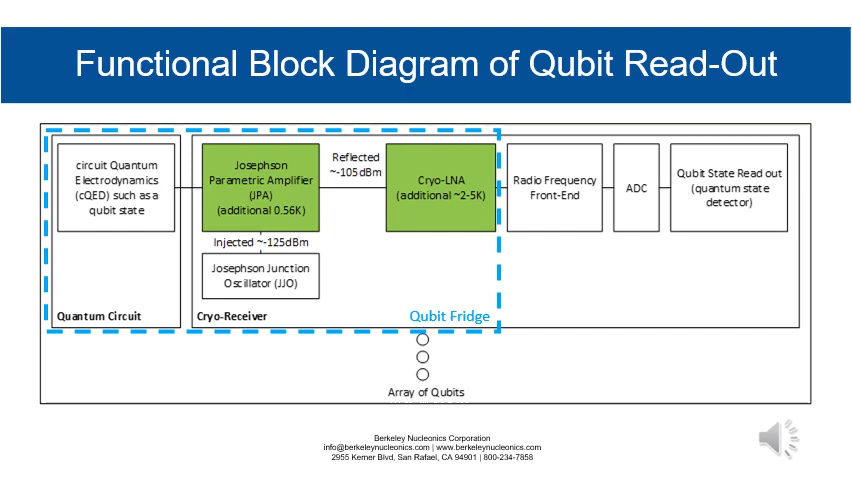 Functional Block Diagram of Qubit Read-Out
circuit Quantum
Electrodynamics
(cQED) such as a
qubit state
Josephson
Parametric Amplifier
(JPA)
(additional 0.56K)
Reflected
~-105dBm
Cryo-LNA
(additional ~2-5K)
Radio Frequency
Front-End
ADC
Qubit State Read out
(quantum state
detector)
Injected ~-125dBm
Josephson Junction
Oscillator (JJO)
Quantum Circuit
Cryo-Receiver
Qubit Fridge
Array of Qubits
Berkeley Nucleonics Corporation
info@berkeleynucleonics.com | www.berkeleynucleonics.com
2955 Kerner Blvd, San Rafael, CA 94901 | 800-234-7858